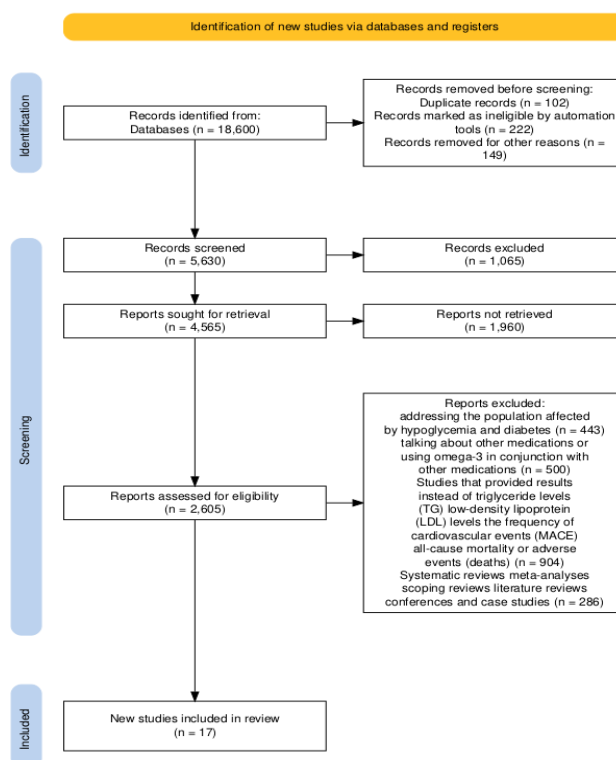 Identification of new studies via databases and registers
Identification
Records identified from:
Databases (n = 18,600)
Records removed before screening:
Duplicate records (n = 102)
Records marked as ineligible by automation
tools (n = 222)
Records removed for other reasons (n =
149)
Screening
Records screened
(n = 5,630)
Records excluded
(n = 1,065)
Reports sought for retrieval
(n = 4,565)
Reports not retrieved
(n = 1,960)
Reports assessed for eligibility
(n = 2,605)
Reports excluded:
addressing the population affected
by hypoglycemia and diabetes (n = 443)
talking about other medications or
using omega-3 in conjunction with
other medications (n = 500)
Studies that provided results
instead of triglyceride levels
(TG) low-density lipoprotein
(LDL) levels the frequency of
cardiovascular events (MACE)
all-cause mortality or adverse
events (deaths) (n = 904)
Systematic reviews meta-analyses
scoping reviews literature reviews
conferences and case studies (n = 286)
Included
New studies included in review
(n = 17)